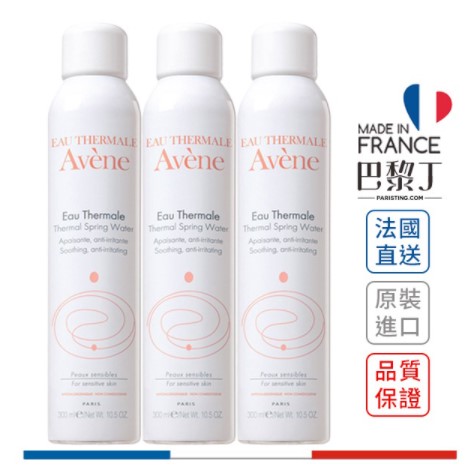 EAU THERMALE
Avène
Eau Thermale
Thermal Spring Water
Apaisante, anti-irritante
Soothing, anti-irritating
Peaux sensibles
For sensitive skin
PARIS
300 ml℮/Net Wt. 10.5 OZ.
EAU THERMALE
Avène
Eau Thermale
Thermal Spring Water
Apaisante, anti-irritante
Soothing, anti-irritating
Peaux sensibles
For sensitive skin
PARIS
300 ml℮/Net Wt. 10.5 OZ.
EAU THERMALE
Avène
Eau Thermale
Thermal Spring Water
Apaisante, anti-irritante
Soothing, anti-irritating
Peaux sensibles
For sensitive skin
PARIS
300 ml℮/Net Wt. 10.5 OZ.
MADE IN
FRANCE
巴黎丁
PARISTING.COM
法國
直送
原裝
進口
品質
保證